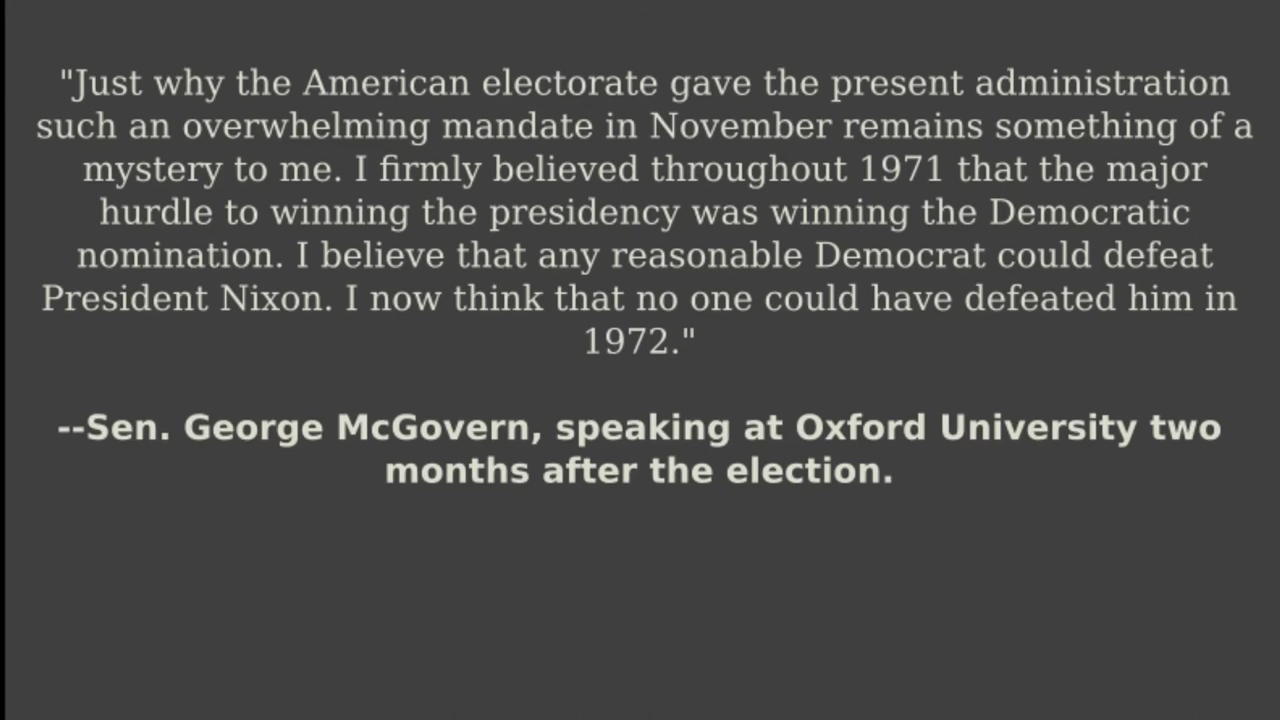 "Just why the American electorate gave the present administration
such an overwhelming mandate in November remains something of a
mystery to me. I firmly believed throughout 1971 that the major
hurdle to winning the presidency was winning the Democratic
nomination. I believe that any reasonable Democrat could defeat
President Nixon. I now think that no one could have defeated him in
1972."
--Sen. George McGovern, speaking at Oxford University two
months after the election.